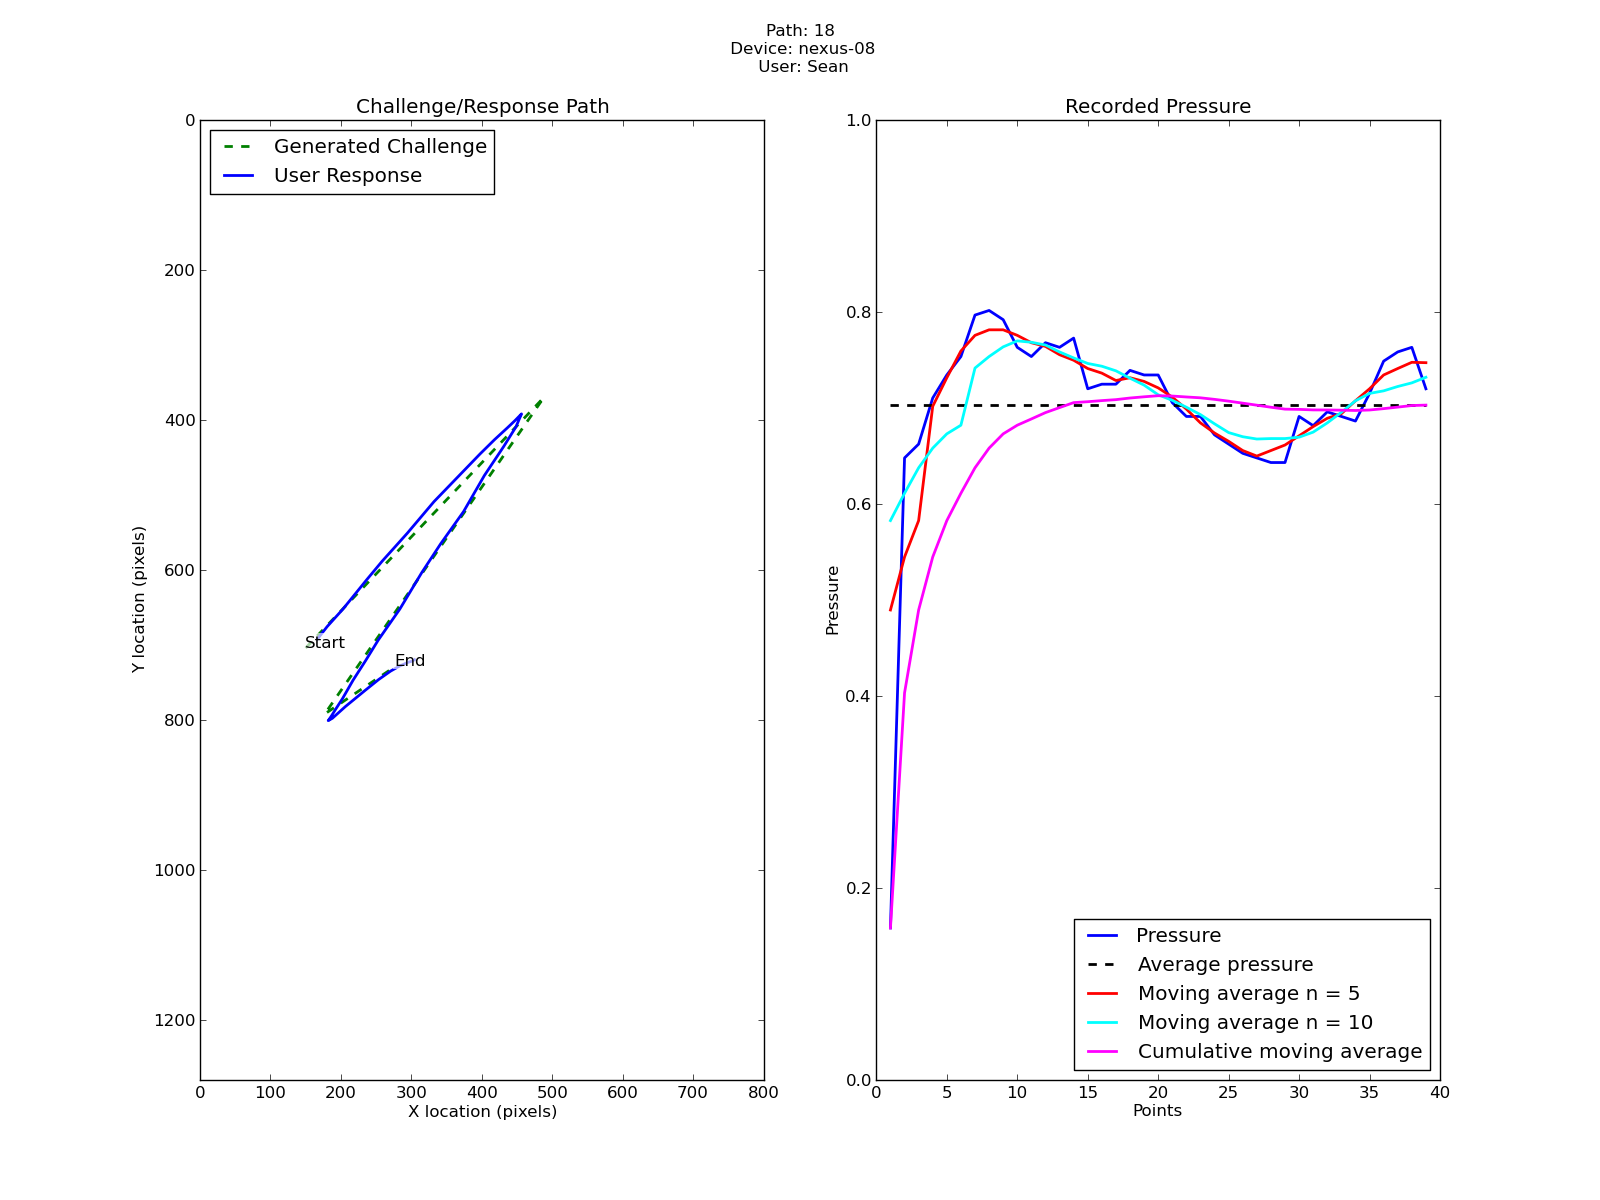 Path: 18
Device: nexus-08
User: Sean
Challenge/Response Path
0
200
400
600
800
1000
1200
Y location (pixels)
Generated Challenge
User Response
Start
End
0 100 200 300 400 500 600 700 800
X location (pixels)
Recorded Pressure
1.0
0.8
0.6
0.4
0.2
0.0
Pressure
Pressure
Average pressure
Moving average n = 5
Moving average n = 10
Cumulative moving average
0 5 10 15 20 25 30 35 40
Points